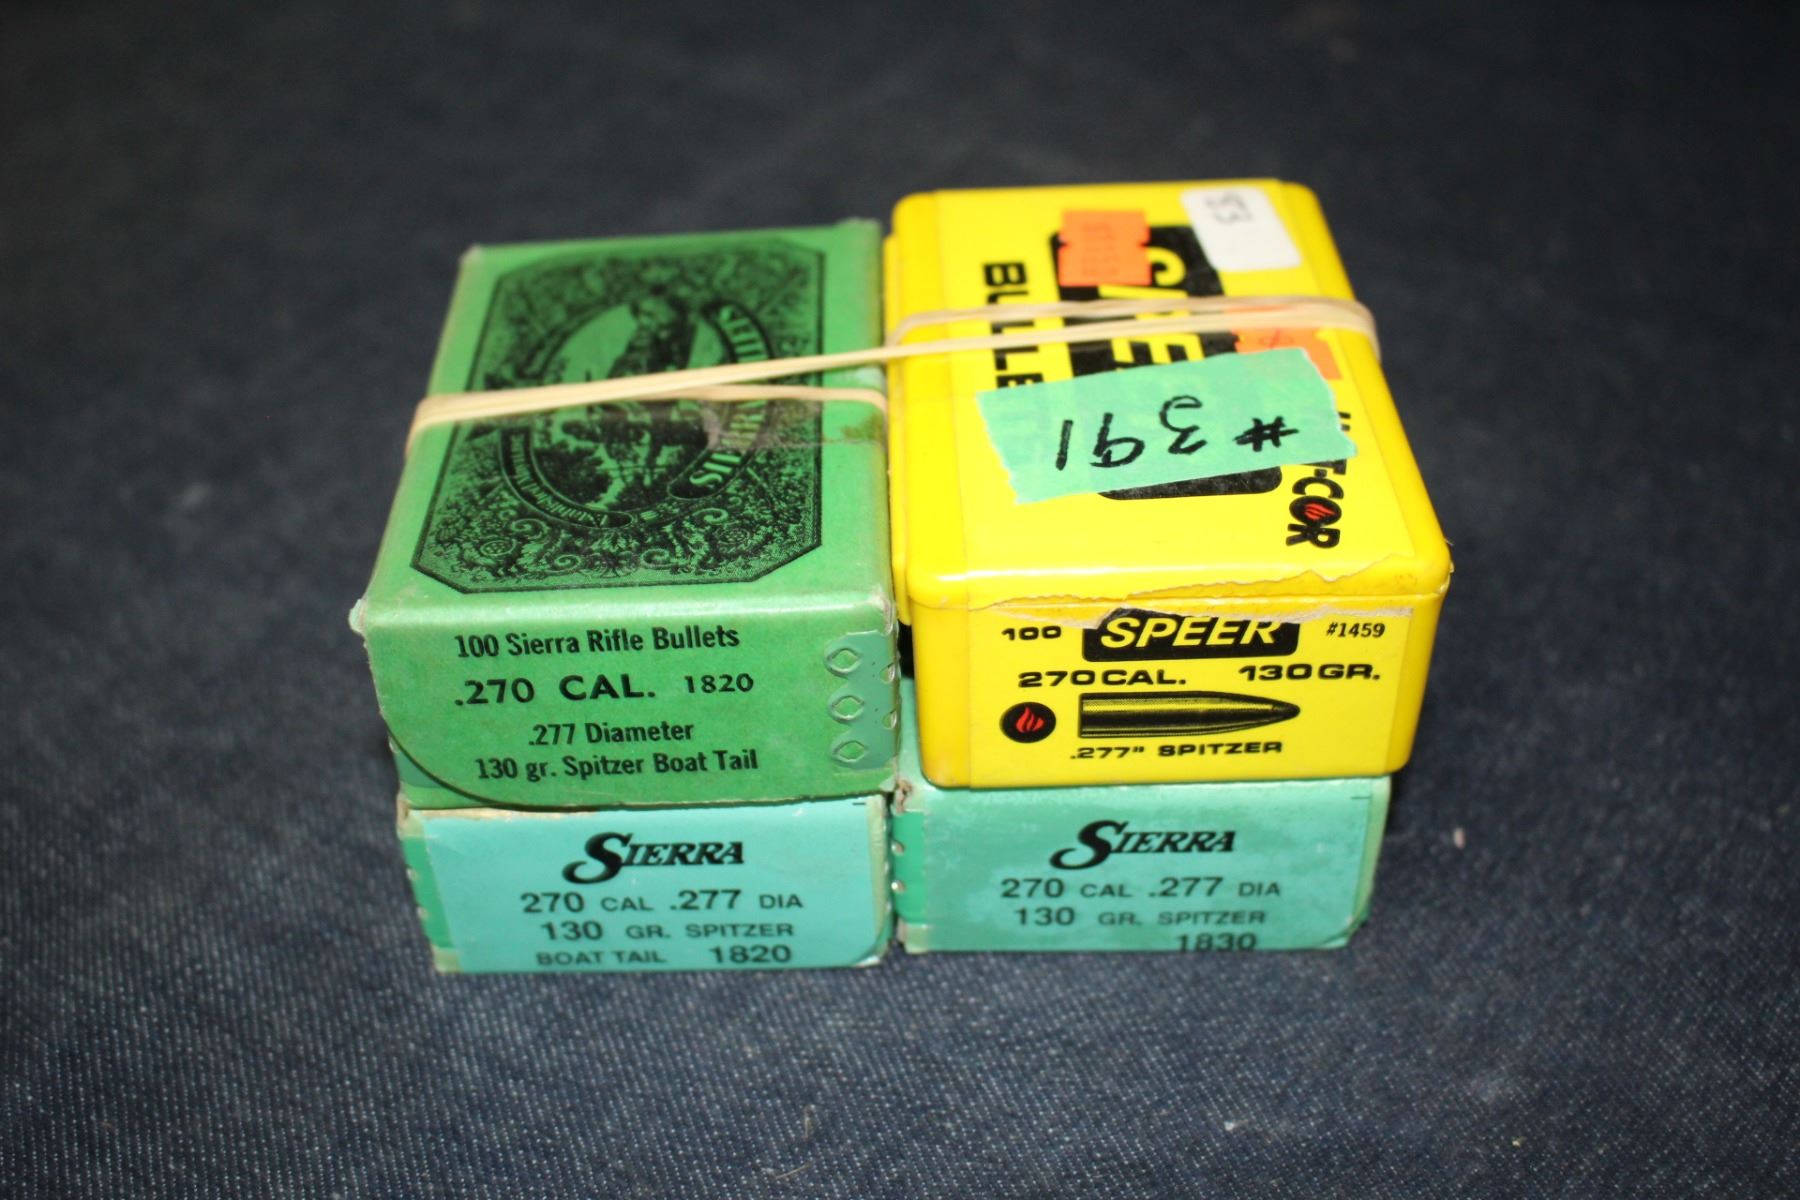 100 Sierra Rifle Bullets
.270 CAL. 1820
.277 Diameter
130 gr. Spitzer Boat Tail
#391
100 SPEER #1459
270 CAL. 130 GR.
.277" SPITZER
SIERRA
270 CAL .277 DIA
130 GR. SPITZER
BOAT TAIL 1820
SIERRA
270 CAL .277 DIA
130 GR. SPITZER
1830